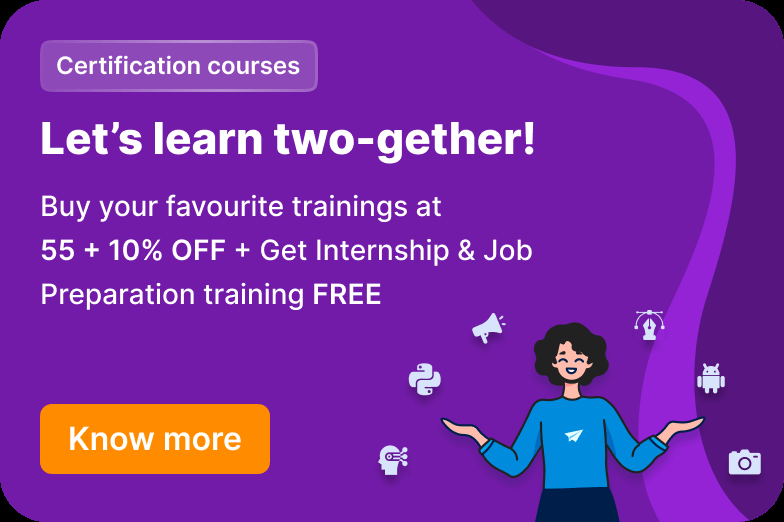 Certification courses
Let’s learn two-gether!
Buy your favourite trainings at
55 + 10% OFF + Get Internship & Job
Preparation training FREE
Know more